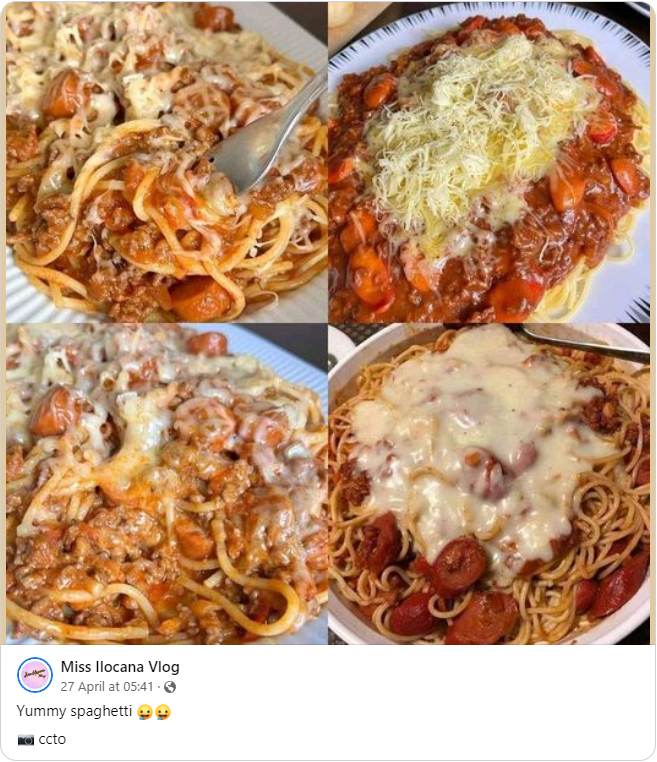 Miss Ilocana Vlog
27 April at 05:41 ·
Yummy spaghetti 😜😜
📷 ccto